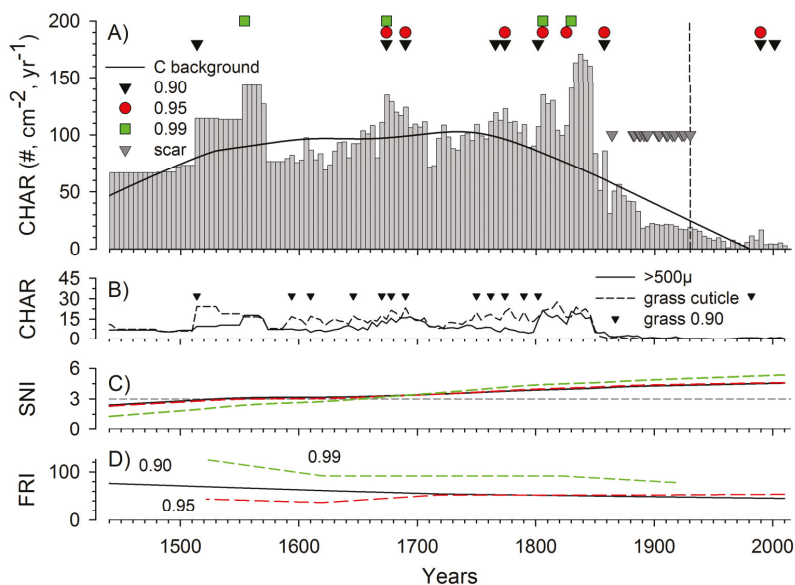 A)
CHAR (#, cm-2, yr-1)
200
150
100
50
0
C background
0.90
0.95
0.99
scar
B)
CHAR
45
30
15
0
>500µ
grass cuticle
grass 0.90
C)
SNI
6
3
0
D)
FRI
100
0
0.90
0.99
0.95
1500 1600 1700 1800 1900 2000
Years